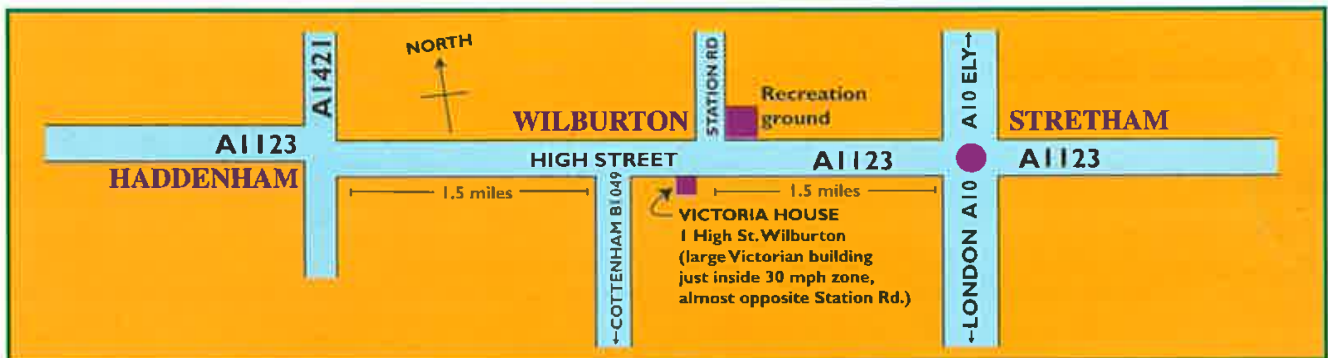 A1421
NORTH
STATION RD
A10 ELY→
Recreation
ground
WILBURTON
STRETHAM
A1123
HIGH STREET
A1123
A1123
HADDENHAM
1.5 miles
1.5 miles
←COTTENHAM B1049
←LONDON A10
VICTORIA HOUSE
1 High St. Wilburton
(large Victorian building
just inside 30 mph zone,
almost opposite Station Rd.)